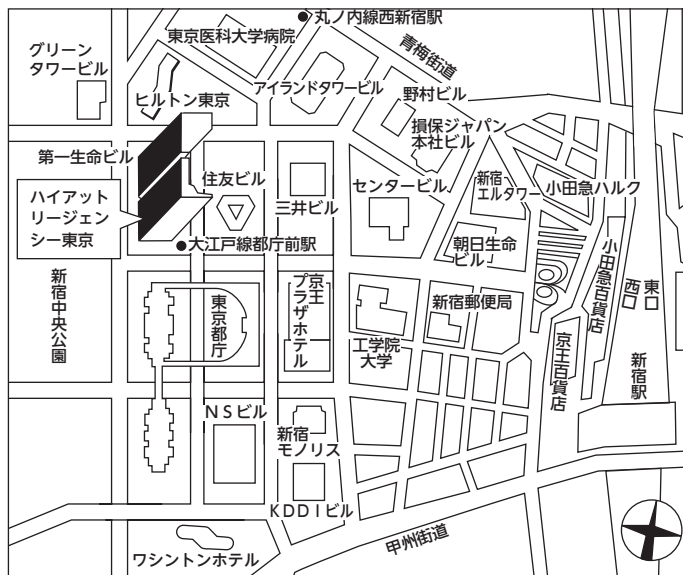 丸ノ内線西新宿駅
東京医科大学病院
グリーン
タワービル
青梅街道
アイランドタワービル
野村ビル
ヒルトン東京
損保ジャパン
本社ビル
第一生命ビル
住友ビル
三井ビル
センタービル
新宿
エルタワー
小田急ハルク
ハイアット
リージェン
シー東京
大江戸線都庁前駅
朝日生命
ビル
小田急百貨店
東口
西口
新宿中央公園
東京都庁
京王
プラザホテル
新宿郵便局
工学院
大学
京王百貨店
新宿駅
NSビル
新宿
モノリス
KDDIビル
甲州街道
ワシントンホテル